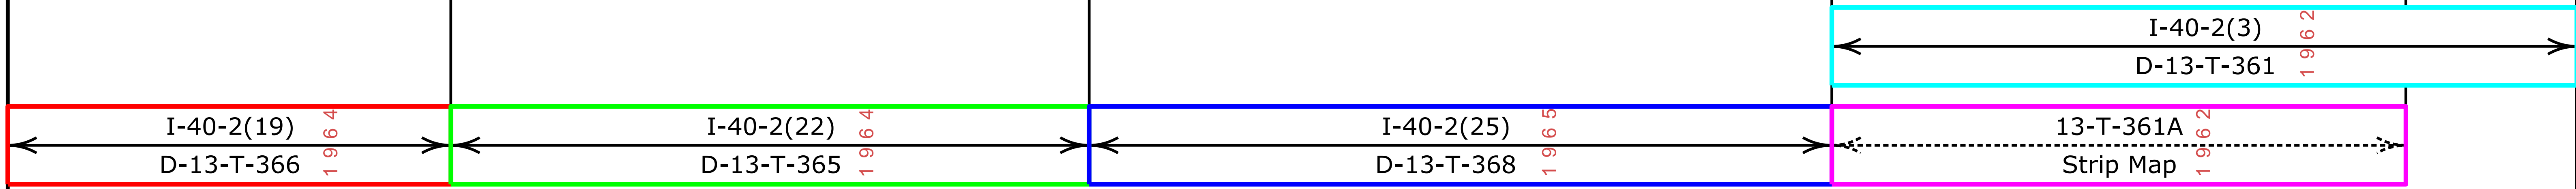 I-40-2(3)
1962
D-13-T-361
I-40-2(19)
1964
D-13-T-366
I-40-2(22)
1964
D-13-T-365
I-40-2(25)
1965
D-13-T-368
13-T-361A
1962
Strip Map